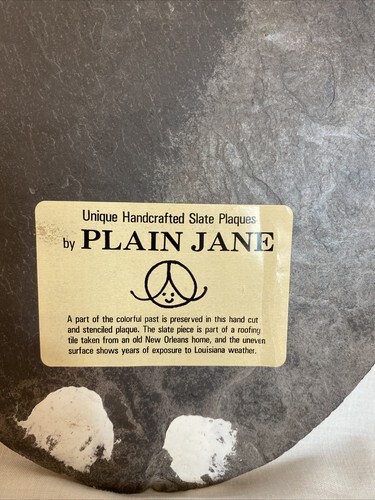 Unique Handcrafted Slate Plaques
by PLAIN JANE
A part of the colorful past is preserved in this hand cut
and stenciled plaque. The slate piece is part of a roofing
tile taken from an old New Orleans home, and the uneven
surface shows years of exposure to Louisiana weather.